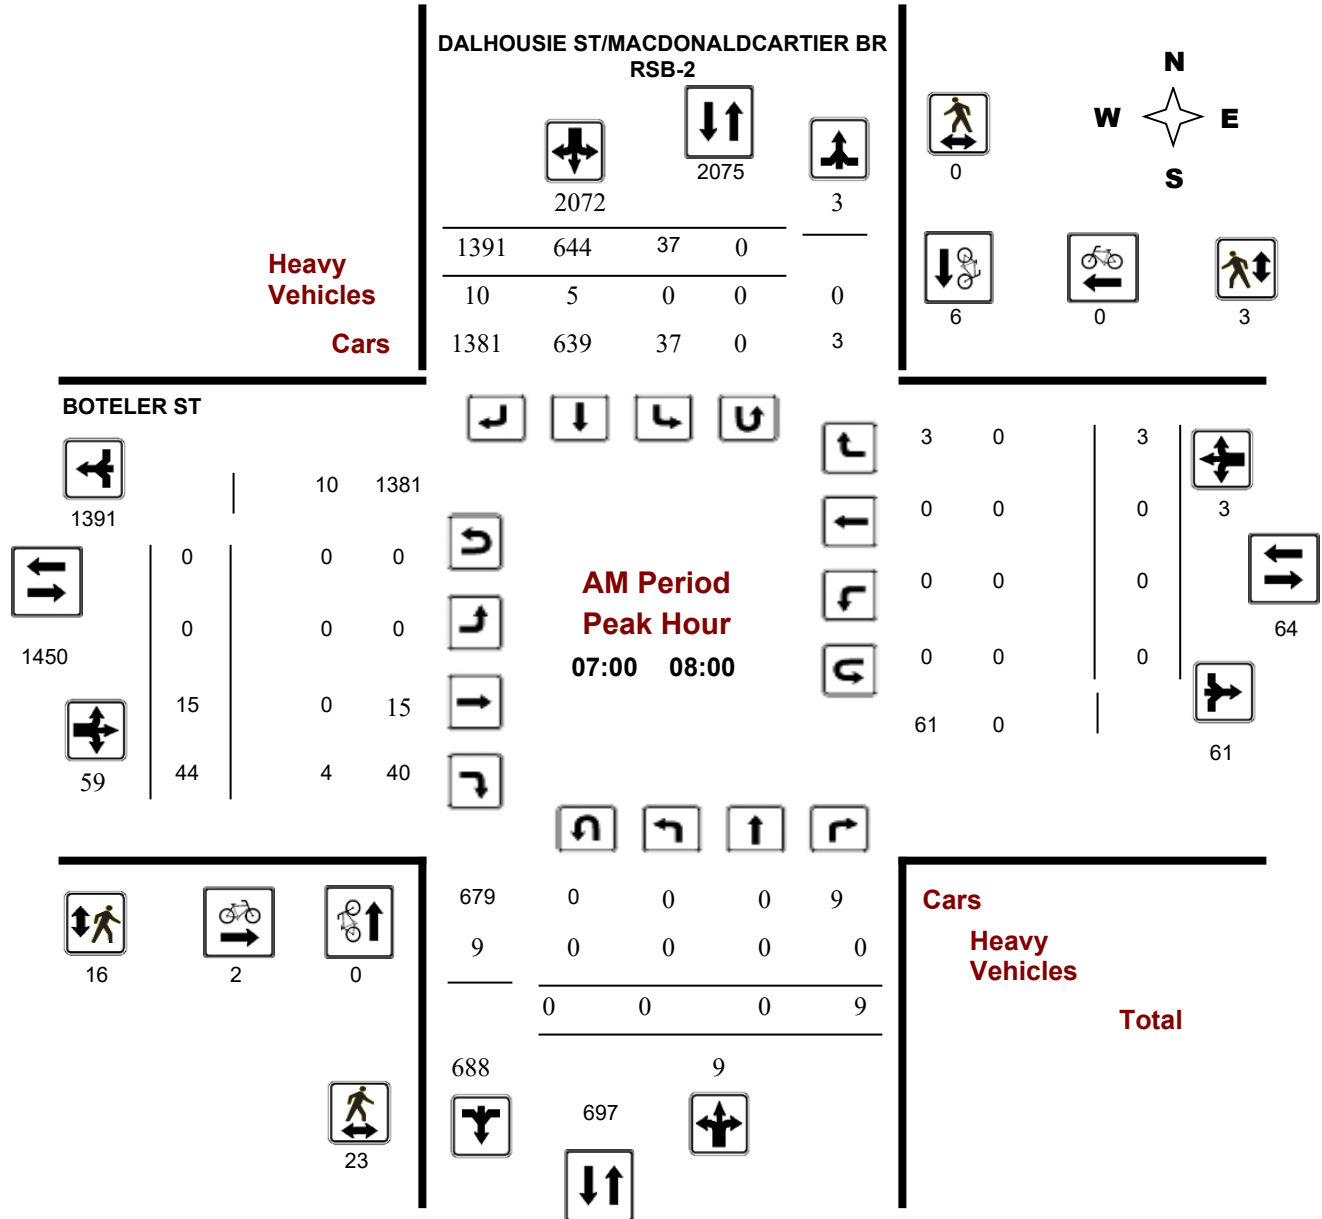 DALHOUSIE ST/MACDONALDCARTIER BR
RSB-2
N
W E
S
2075
0
2072 3
1391 644 37 0
Heavy
Vehicles
10 5 0 0 0
6 0 3
Cars
1381 639 37 0 3
BOTELER ST
3 0 3
10 1381
1391
0 0 0 3
0 0 0
AM Period
0 0 0
Peak Hour
0 0 0
64
1450
07:00 08:00
0 0 0
15 0 15
61 0
61
59
44 4 40
679 0 0 0 9
Cars
9 0 0 0 0
Heavy
Vehicles
16 2 0
0 0 0 9
Total
688 9
697
23